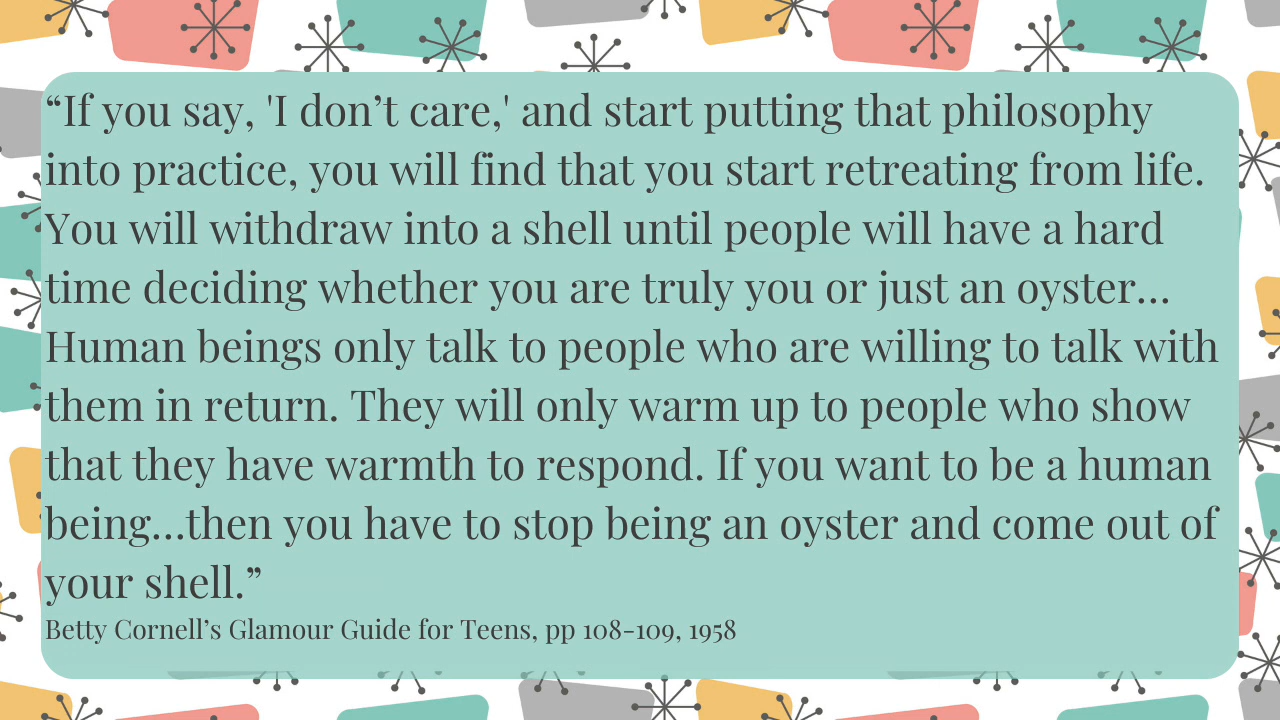 “If you say, 'I don’t care,' and start putting that philosophy
into practice, you will find that you start retreating from life.
You will withdraw into a shell until people will have a hard
time deciding whether you are truly you or just an oyster...
Human beings only talk to people who are willing to talk with
them in return. They will only warm up to people who show
that they have warmth to respond. If you want to be a human
being...then you have to stop being an oyster and come out of
your shell.”
Betty Cornell’s Glamour Guide for Teens, pp 108-109, 1958